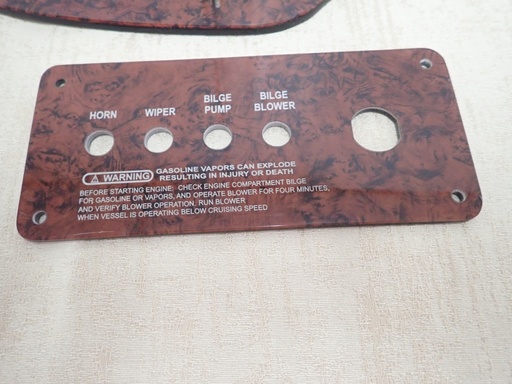 HORN
WIPER
BILGE
PUMP
BILGE
BLOWER
WARNING
GASOLINE VAPORS CAN EXPLODE
RESULTING IN INJURY OR DEATH
BEFORE STARTING ENGINE: CHECK ENGINE COMPARTMENT BILGE
FOR GASOLINE OR VAPORS, AND OPERATE BLOWER FOR FOUR MINUTES,
AND VERIFY BLOWER OPERATION. RUN BLOWER
WHEN VESSEL IS OPERATING BELOW CRUISING SPEED